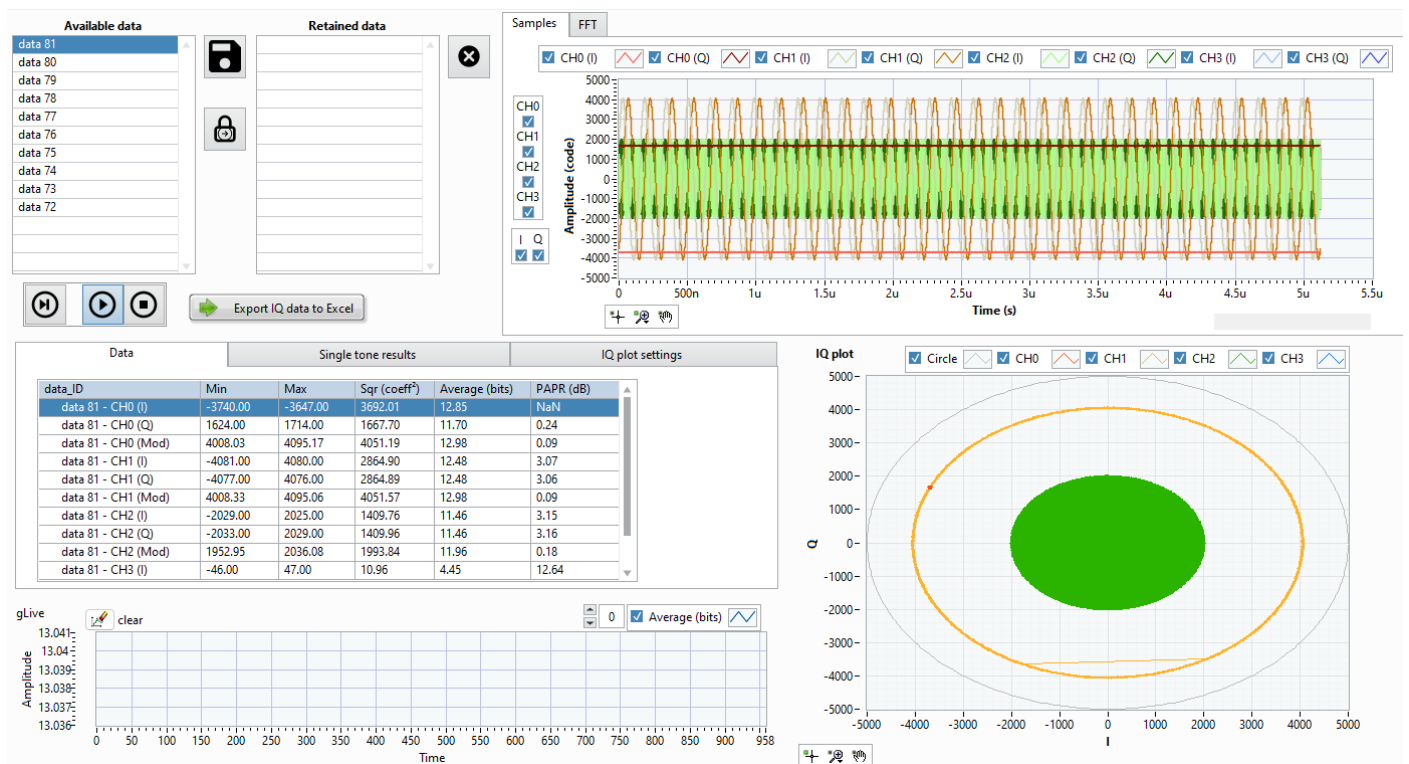 Available data
Retained data
data 81
data 80
data 79
data 78
data 77
data 76
data 75
data 74
data 73
data 72
Export IQ data to Excel
Samples
FFT
CH0 (I) CH0 (Q) CH1 (I) CH1 (Q) CH2 (I) CH2 (Q) CH3 (I) CH3 (Q)
CH0
CH1
CH2
CH3
I Q
Amplitude (code)
5000
4000
3000
2000
1000
0
-1000
-2000
-3000
-4000
-5000
0 500n 1u 1.5u 2u 2.5u 3u 3.5u 4u 4.5u 5u 5.5u
Time (s)
Data
Single tone results
IQ plot settings
data_ID Min Max Sqr (coeff²) Average (bits) PAPR (dB)
data 81 - CH0 (I) -3740.00 -3647.00 3692.01 12.85 NaN
data 81 - CH0 (Q) 1624.00 1714.00 1667.70 11.70 0.24
data 81 - CH0 (Mod) 4008.03 4095.17 4051.19 12.98 0.09
data 81 - CH1 (I) -4081.00 4080.00 2864.90 12.48 3.07
data 81 - CH1 (Q) -4077.00 4076.00 2864.89 12.48 3.06
data 81 - CH1 (Mod) 4008.33 4095.06 4051.57 12.98 0.09
data 81 - CH2 (I) -2029.00 2025.00 1409.76 11.46 3.15
data 81 - CH2 (Q) -2033.00 2029.00 1409.96 11.46 3.16
data 81 - CH2 (Mod) 1952.95 2036.08 1993.84 11.96 0.18
data 81 - CH3 (I) -46.00 47.00 10.96 4.45 12.64
gLive
clear
0
Average (bits)
Amplitude
13.041
13.04
13.039
13.038
13.037
13.036
0 50 100 150 200 250 300 350 400 450 500 550 600 650 700 750 800 850 900 958
Time
IQ plot
Circle CH0 CH1 CH2 CH3
Q
5000
4000
3000
2000
1000
0
-1000
-2000
-3000
-4000
-5000
-5000 -4000 -3000 -2000 -1000 0 1000 2000 3000 4000 5000
I